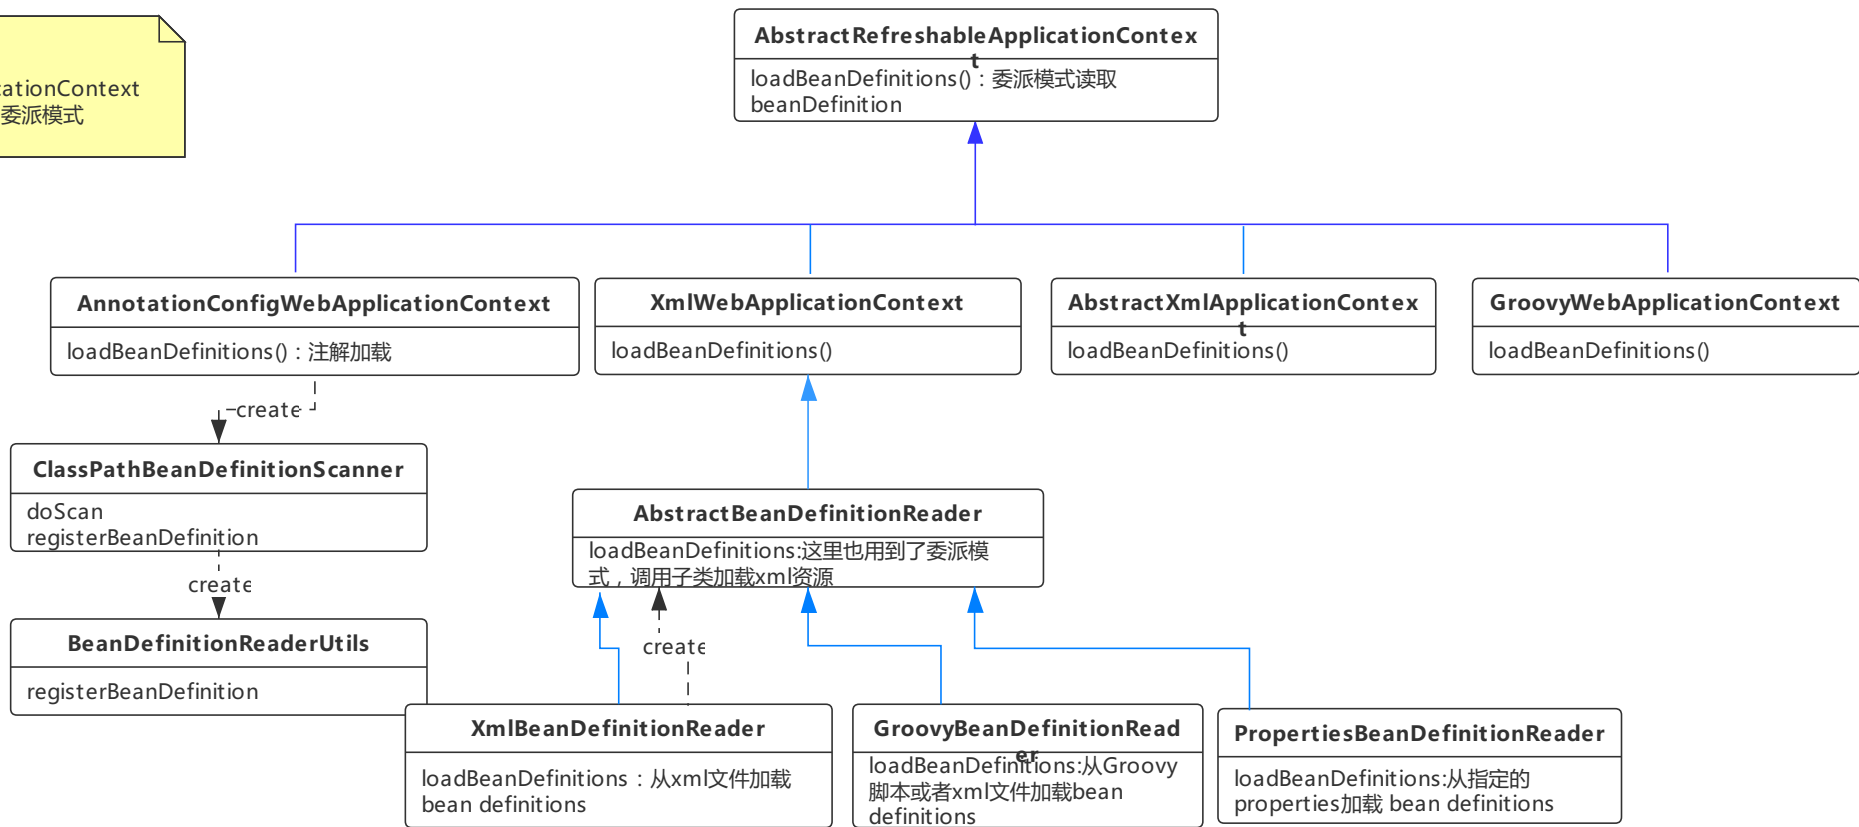 cationContext
委派模式
AbstractRefreshableApplicationContex
t
loadBeanDefinitions()：委派模式读取
beanDefinition
AnnotationConfigWebApplicationContext
loadBeanDefinitions()：注解加载
XmlWebApplicationContext
loadBeanDefinitions()
AbstractXmlApplicationContex
t
loadBeanDefinitions()
GroovyWebApplicationContext
loadBeanDefinitions()
create
ClassPathBeanDefinitionScanner
doScan
registerBeanDefinition
create
BeanDefinitionReaderUtils
registerBeanDefinition
AbstractBeanDefinitionReader
loadBeanDefinitions:这里也用到了委派模
式，调用子类加载xml资源
create
XmlBeanDefinitionReader
loadBeanDefinitions：从xml文件加载
bean definitions
GroovyBeanDefinitionRead
er
loadBeanDefinitions:从Groovy
脚本或者xml文件加载bean
definitions
PropertiesBeanDefinitionReader
loadBeanDefinitions:从指定的
properties加载 bean definitions